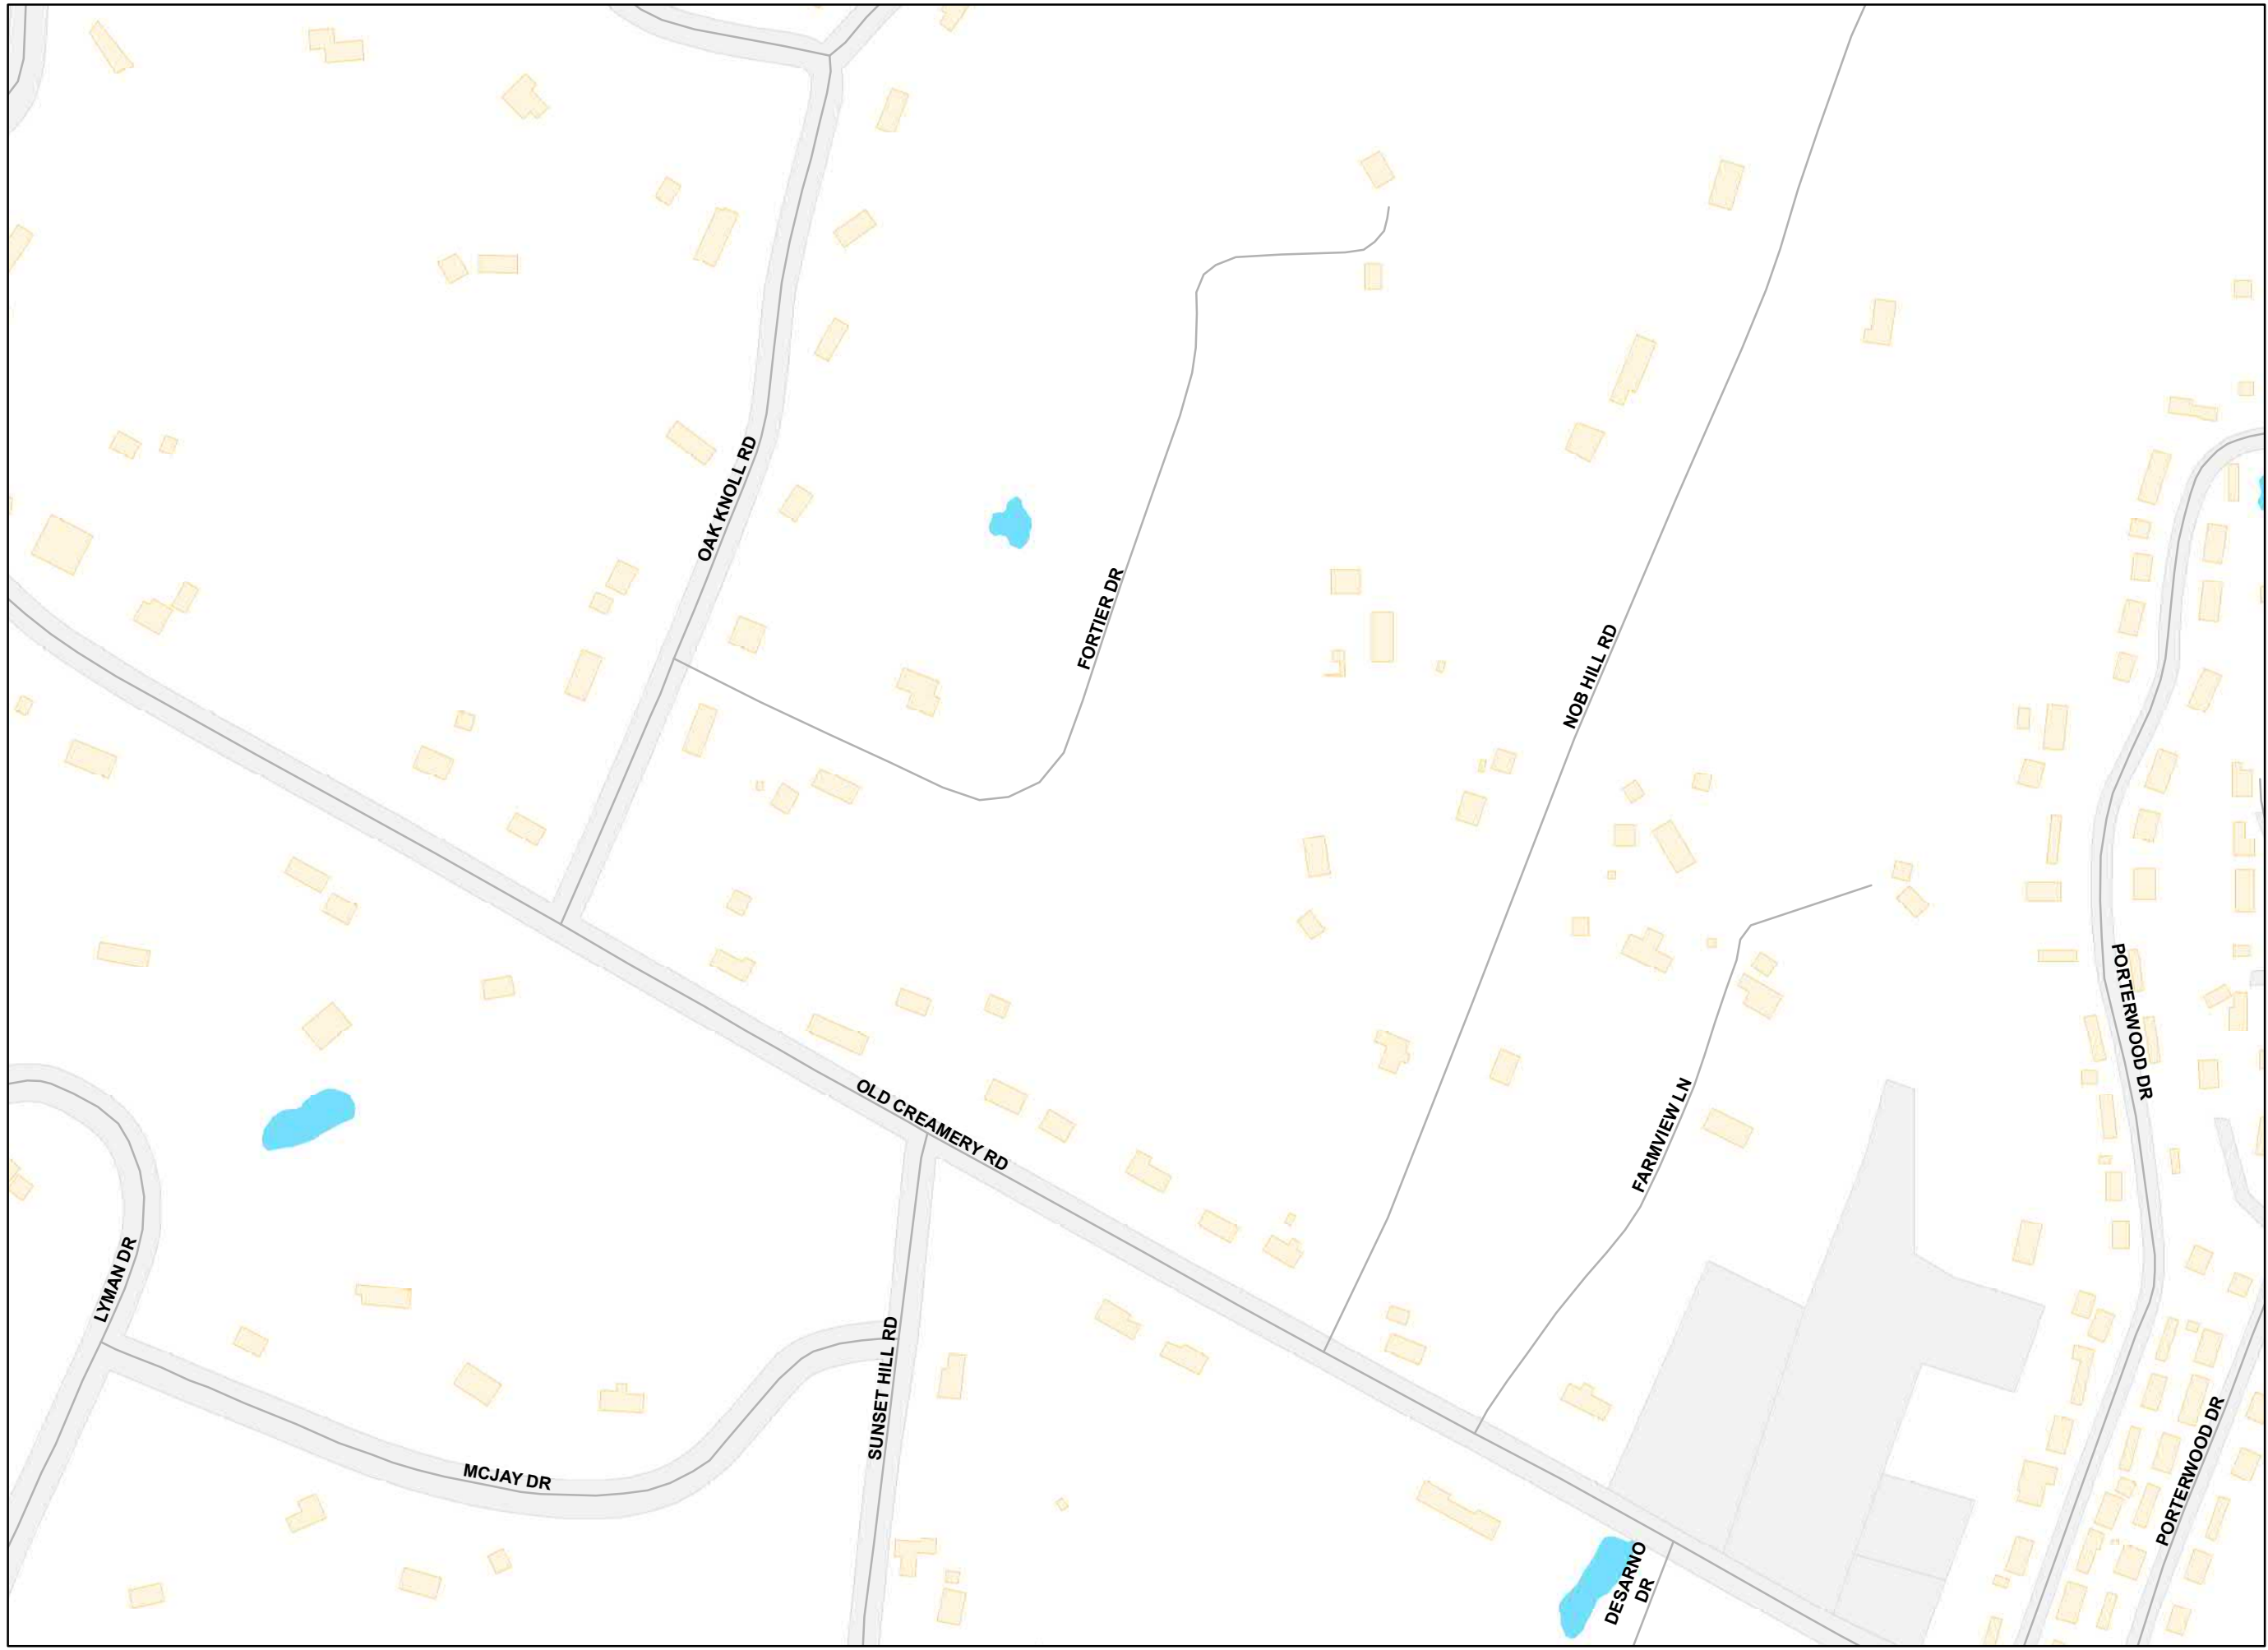 OAK KNOLL RD
FORTIER DR
NOB HILL RD
PORTERWOOD DR
OLD CREAMERY RD
FARMVIEW LN
LYMAN DR
SUNSET HILL RD
MCJAY DR
PORTERWOOD DR
DESARNO
DR